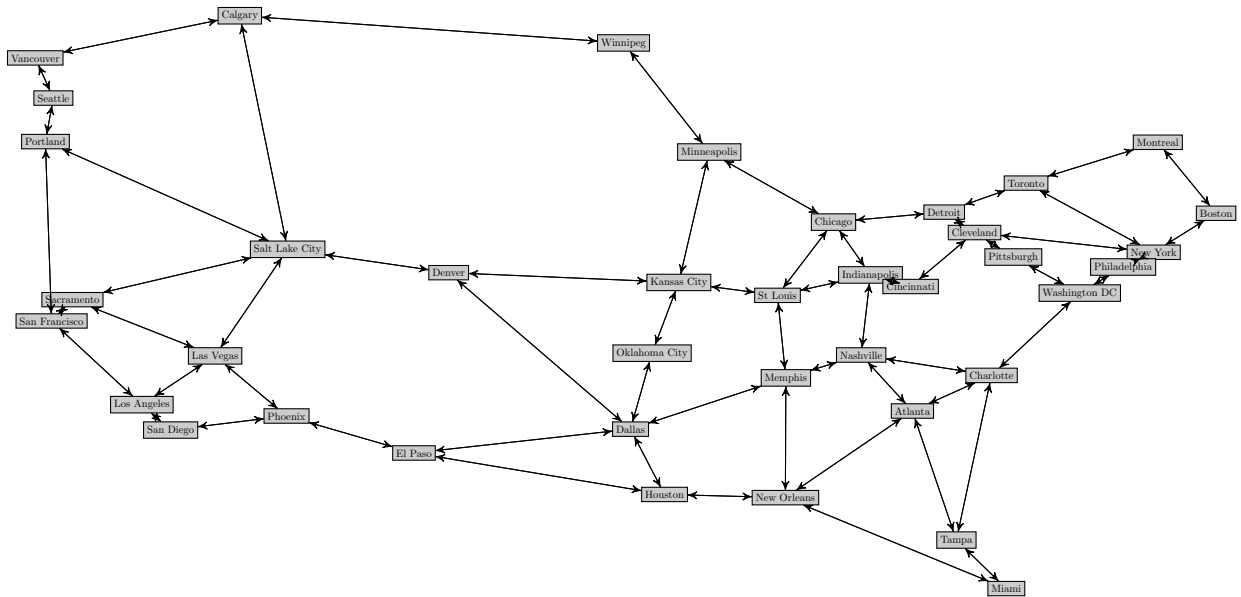 Calgary
Winnipeg
Vancouver
Seattle
Portland
Montreal
Minneapolis
Toronto
Detroit
Boston
Chicago
Cleveland
Salt Lake City
New York
Pittsburgh
Philadelphia
Denver
Indianapolis
Kansas City
Cincinnati
St Louis
Washington DC
Sacramento
San Francisco
Oklahoma City
Las Vegas
Nashville
Charlotte
Memphis
Los Angeles
Atlanta
Phoenix
San Diego
Dallas
El Paso
Houston
New Orleans
Tampa
Miami